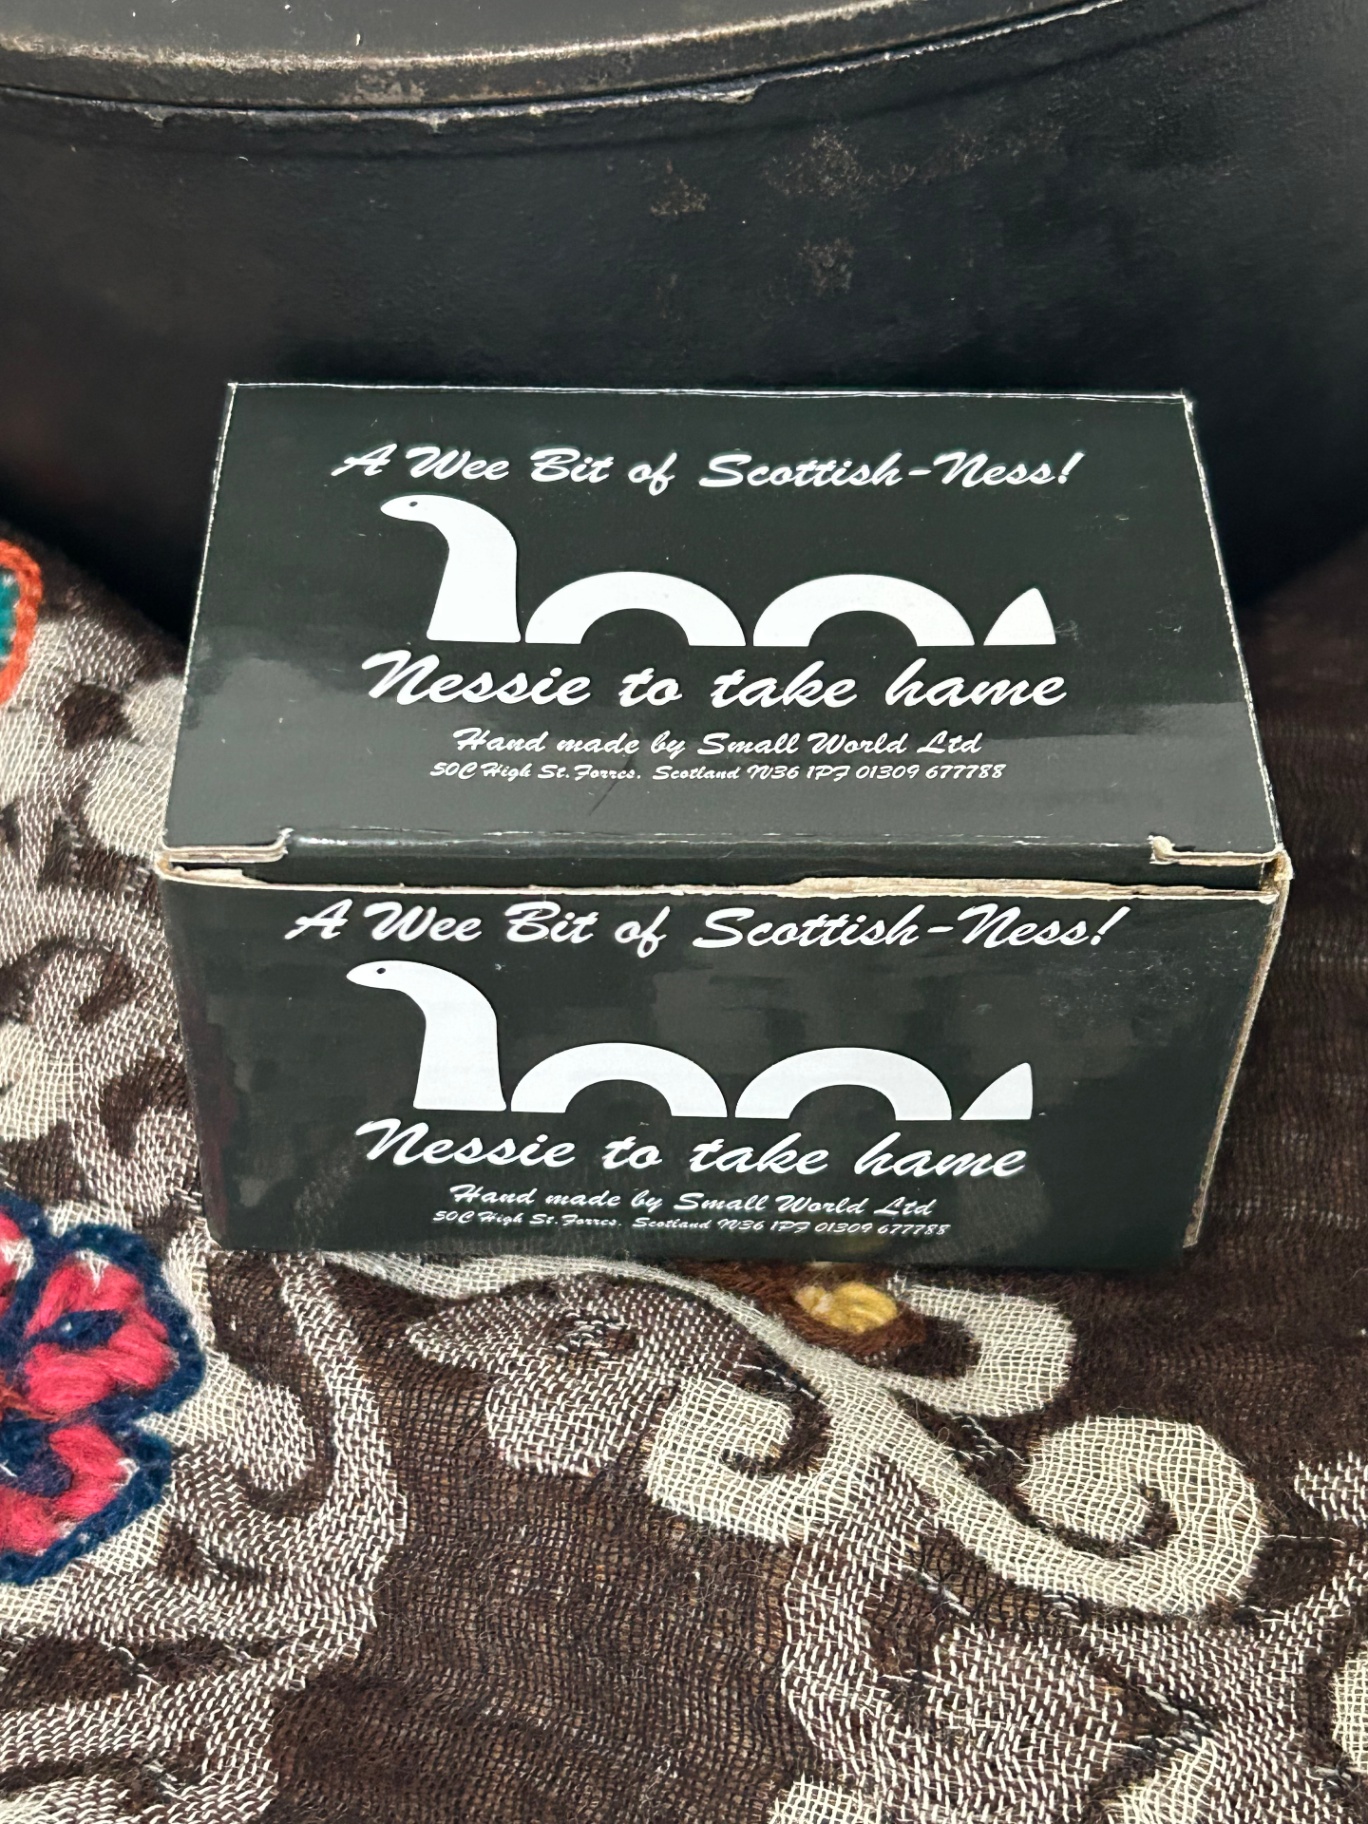 A Wee Bit of Scottish-Ness!
Nessie to take hame
Hand made by Small World Ltd
50C High St. Forres. Scotland IV36 1PF 01309 677788
A Wee Bit of Scottish-Ness!
Nessie to take hame
Hand made by Small World Ltd
50C High St. Forres. Scotland IV36 1PF 01309 677788